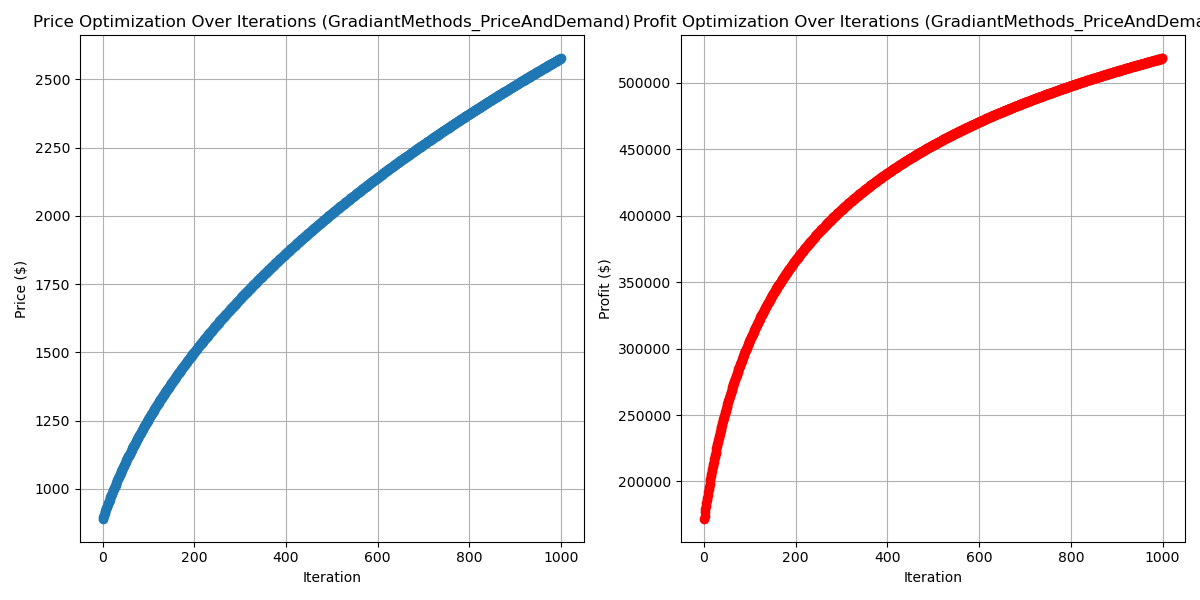 Price Optimization Over Iterations (GradiantMethods_PriceAndDemand)
2500
2250
2000
1750
1500
1250
1000
Price ($)
0 200 400 600 800 1000
Iteration
Profit Optimization Over Iterations (GradiantMethods_PriceAndDema
500000
450000
400000
350000
300000
250000
200000
Profit ($)
0 200 400 600 800 1000
Iteration